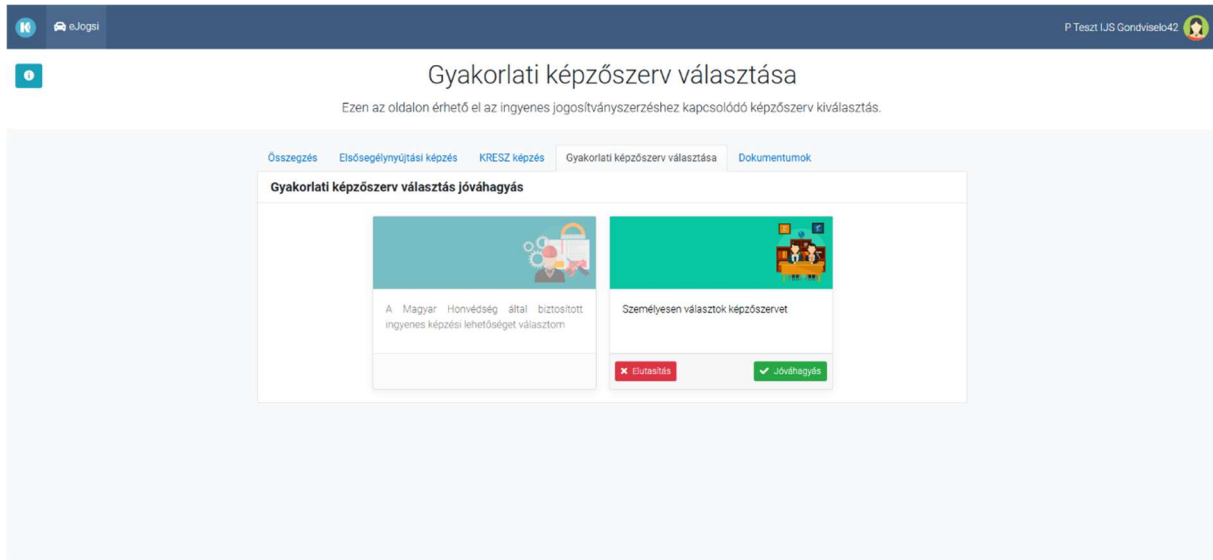 K eJogsi
P Teszt IJS Gondviselo42
Gyakorlati képzőszerv választása
Ezen az oldalon érhető el az ingyenes jogosítványszerzéshez kapcsolódó képzőszerv kiválasztás.
Összegzés Elsősegélynyújtási képzés KRESZ képzés Gyakorlati képzőszerv választása Dokumentumok
Gyakorlati képzőszerv választás jóváhagyás
A Magyar Honvédség által biztosított
ingyenes képzési lehetőséget választom
Személyesen választok képzőszervet
Elutasítás Jóváhagyás